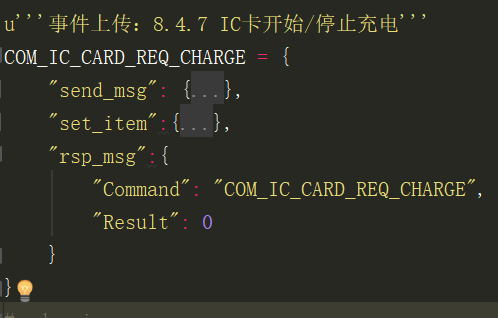 u'''事件上传：8.4.7 IC卡开始/停止充电'''
COM_IC_CARD_REQ_CHARGE = {
    "send_msg": {...},
    "set_item":{...},
    "rsp_msg":{
        "Command": "COM_IC_CARD_REQ_CHARGE",
        "Result": 0
    }
}